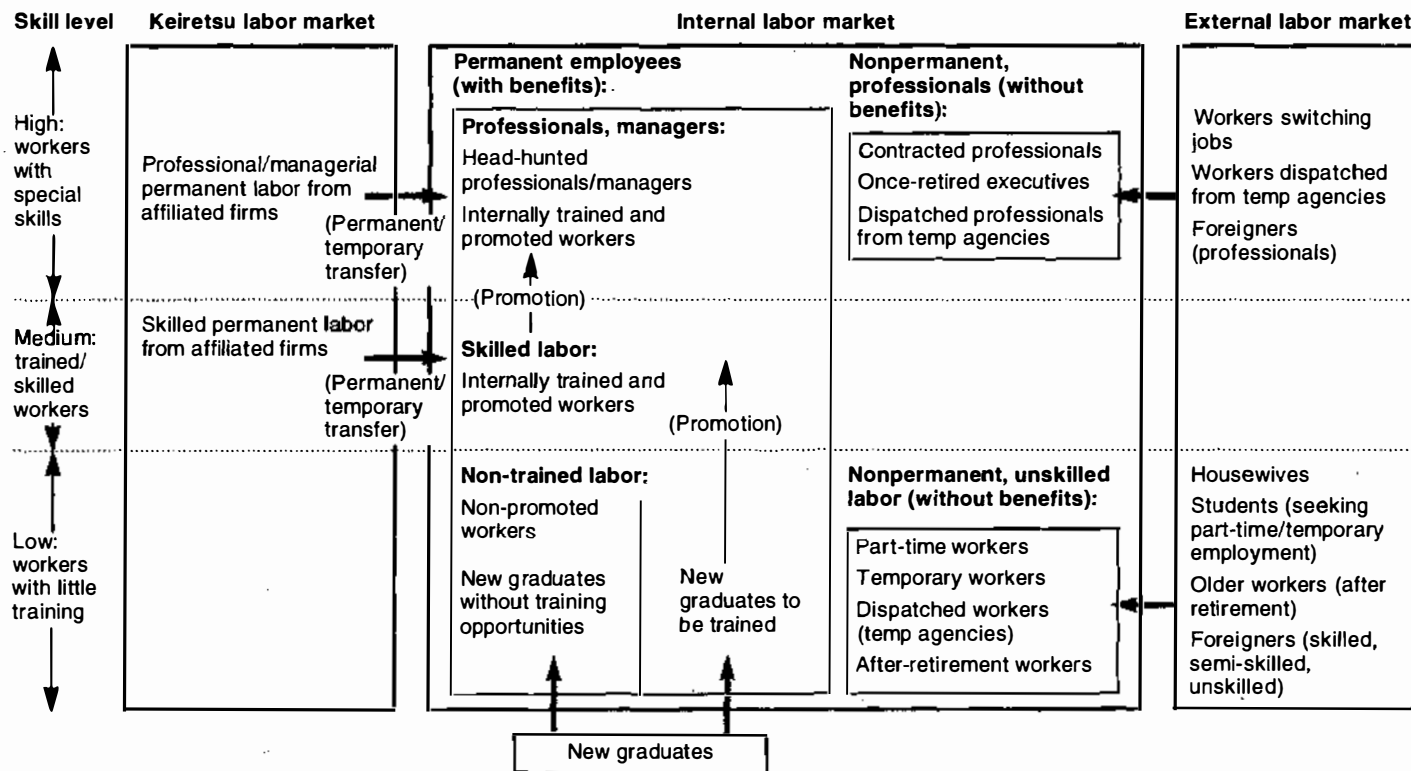 Skill level
Keiretsu labor market
Internal labor market
External labor market
High:
workers
with
special
skills
Medium:
trained/
skilled
workers
Low:
workers
with little
training
Professional/managerial
permanent labor from
affiliated firms
(Permanent/
temporary
transfer)
Skilled permanent labor
from affiliated firms
(Permanent/
temporary
transfer)
Permanent employees
(with benefits):
Professionals, managers:
Head-hunted
professionals/managers
Internally trained and
promoted workers
(Promotion)
Skilled labor:
Internally trained and
promoted workers
(Promotion)
Non-trained labor:
Non-promoted
workers
New graduates
without training
opportunities
New
graduates to
be trained
New graduates
Nonpermanent,
professionals (without
benefits):
Contracted professionals
Once-retired executives
Dispatched professionals
from temp agencies
Nonpermanent, unskilled
labor (without benefits):
Part-time workers
Temporary workers
Dispatched workers
(temp agencies)
After-retirement workers
Workers switching
jobs
Workers dispatched
from temp agencies
Foreigners
(professionals)
Housewives
Students (seeking
part-time/temporary
employment)
Older workers (after
retirement)
Foreigners (skilled,
semi-skilled,
unskilled)